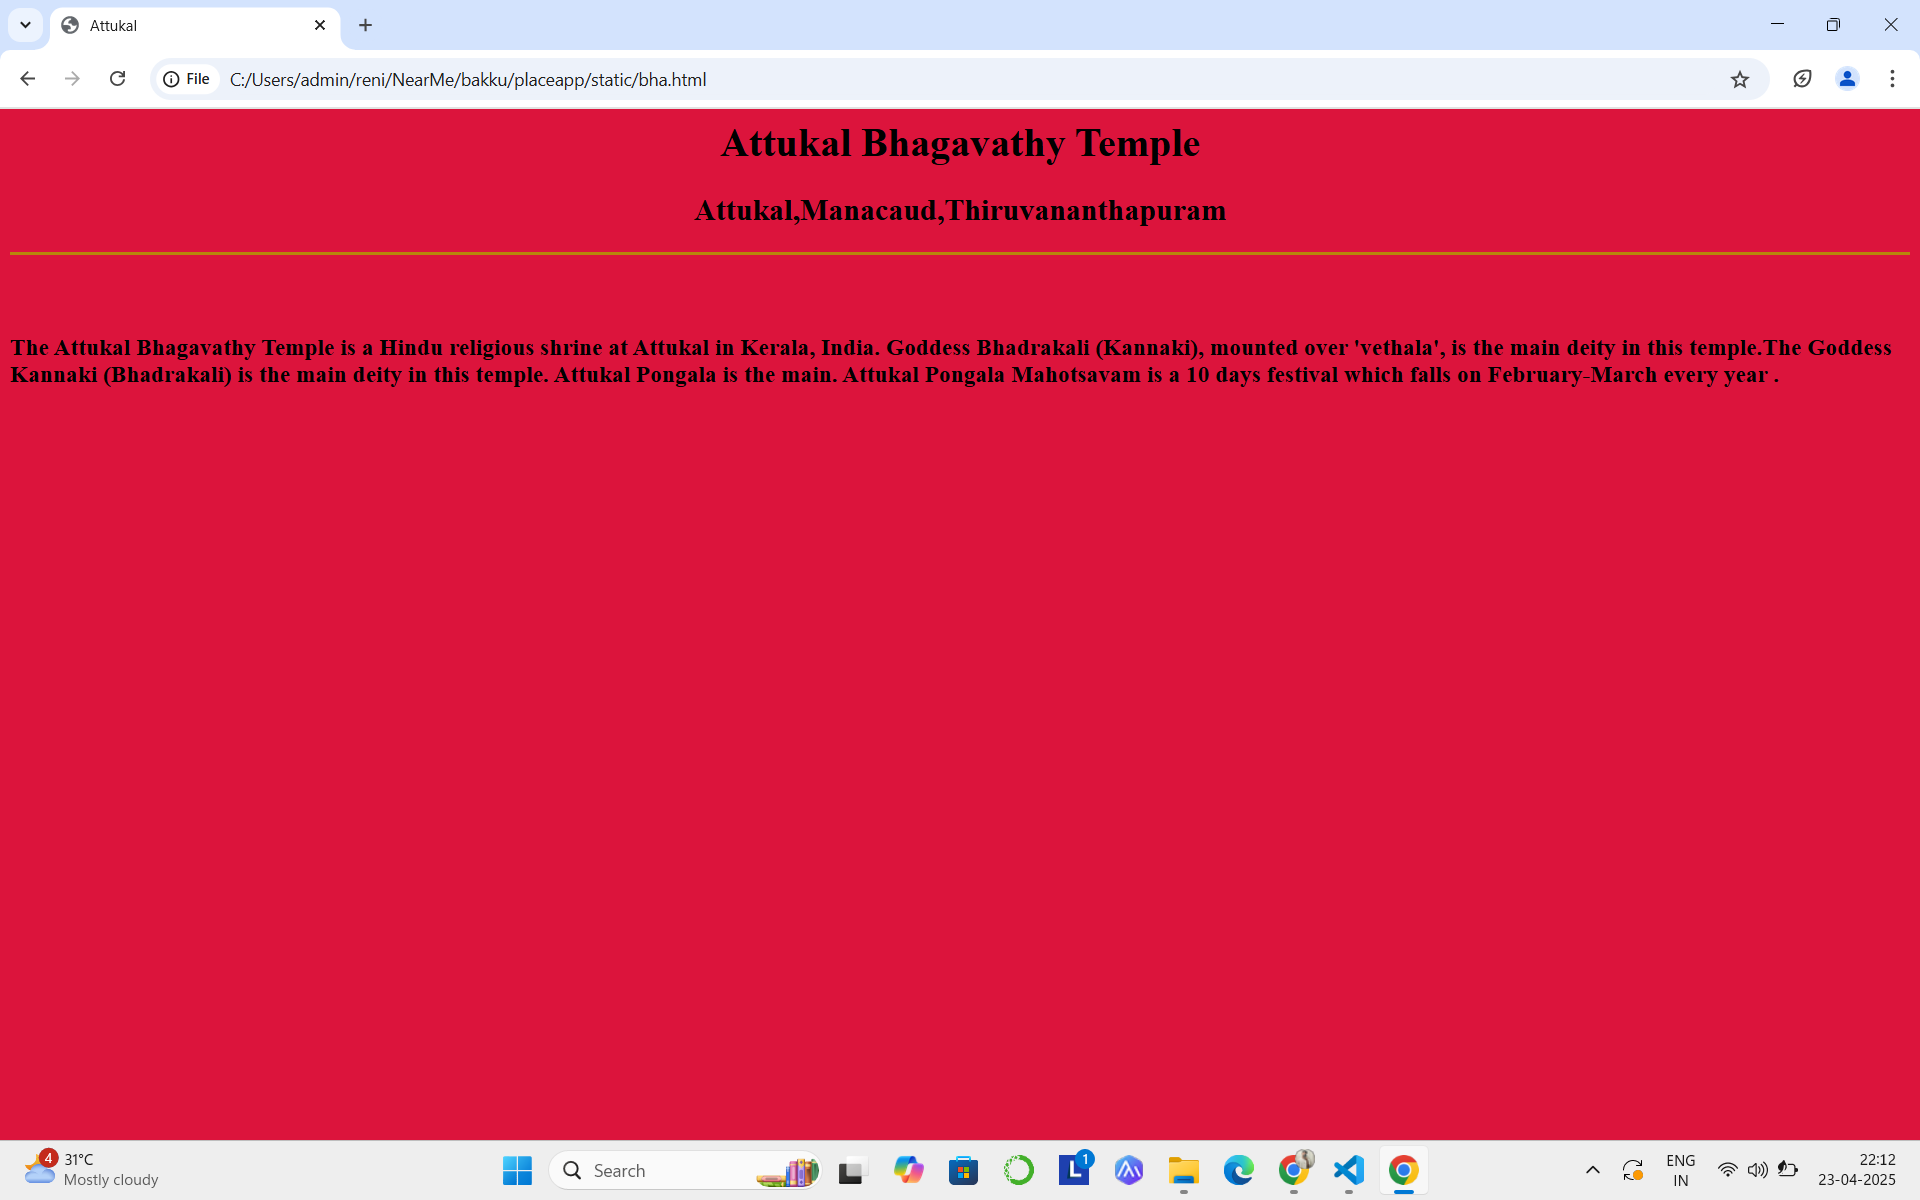 Attukal
File
C:/Users/admin/reni/NearMe/bakku/placeapp/static/bha.html
Attukal Bhagavathy Temple
Attukal,Manacaud,Thiruvananthapuram
The Attukal Bhagavathy Temple is a Hindu religious shrine at Attukal in Kerala, India. Goddess Bhadrakali (Kannaki), mounted over 'vethala', is the main deity in this temple.The Goddess
Kannaki (Bhadrakali) is the main deity in this temple. Attukal Pongala is the main. Attukal Pongala Mahotsavam is a 10 days festival which falls on February-March every year .
4
31°C
Mostly cloudy
Search
L
1
ENG
IN
22:12
23-04-2025